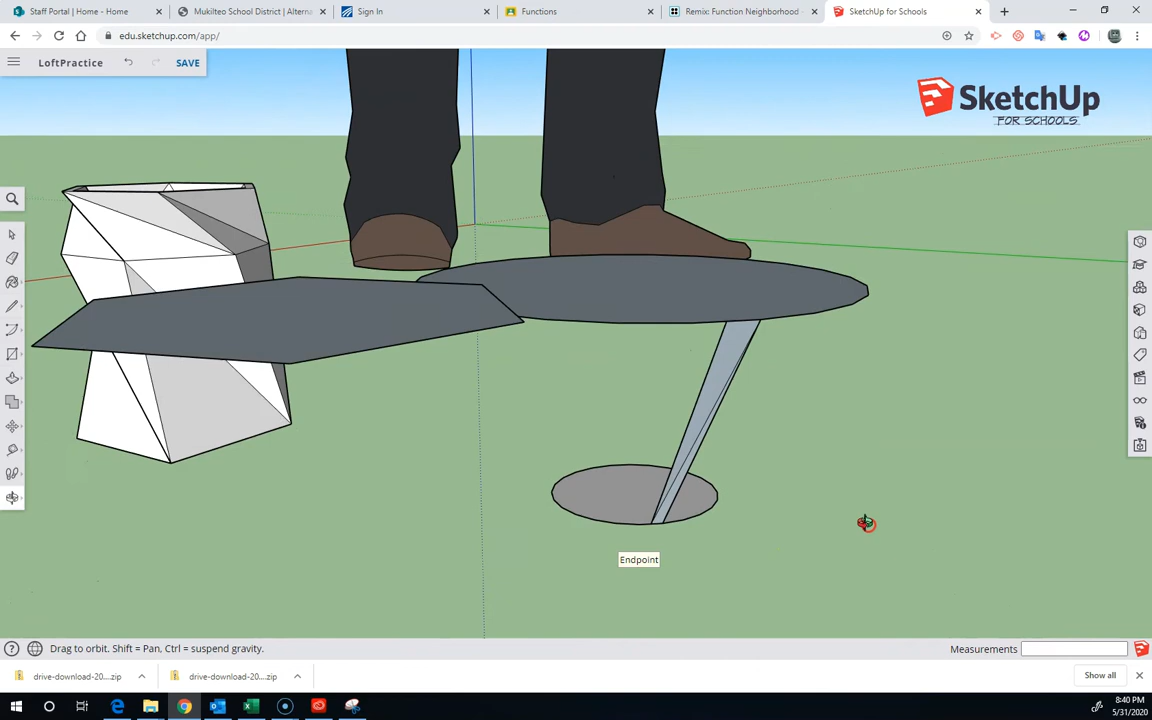 Staff Portal | Home - Home
Mukilteo School District | Alterna
Sign In
Functions
Remix: Function Neighborhood -
SketchUp for Schools
edu.sketchup.com/app/
LoftPractice
SAVE
SketchUp
FOR SCHOOLS
Endpoint
Drag to orbit. Shift = Pan, Ctrl = suspend gravity.
Measurements
drive-download-20....zip
drive-download-20....zip
Show all
8:40 PM
5/31/2020